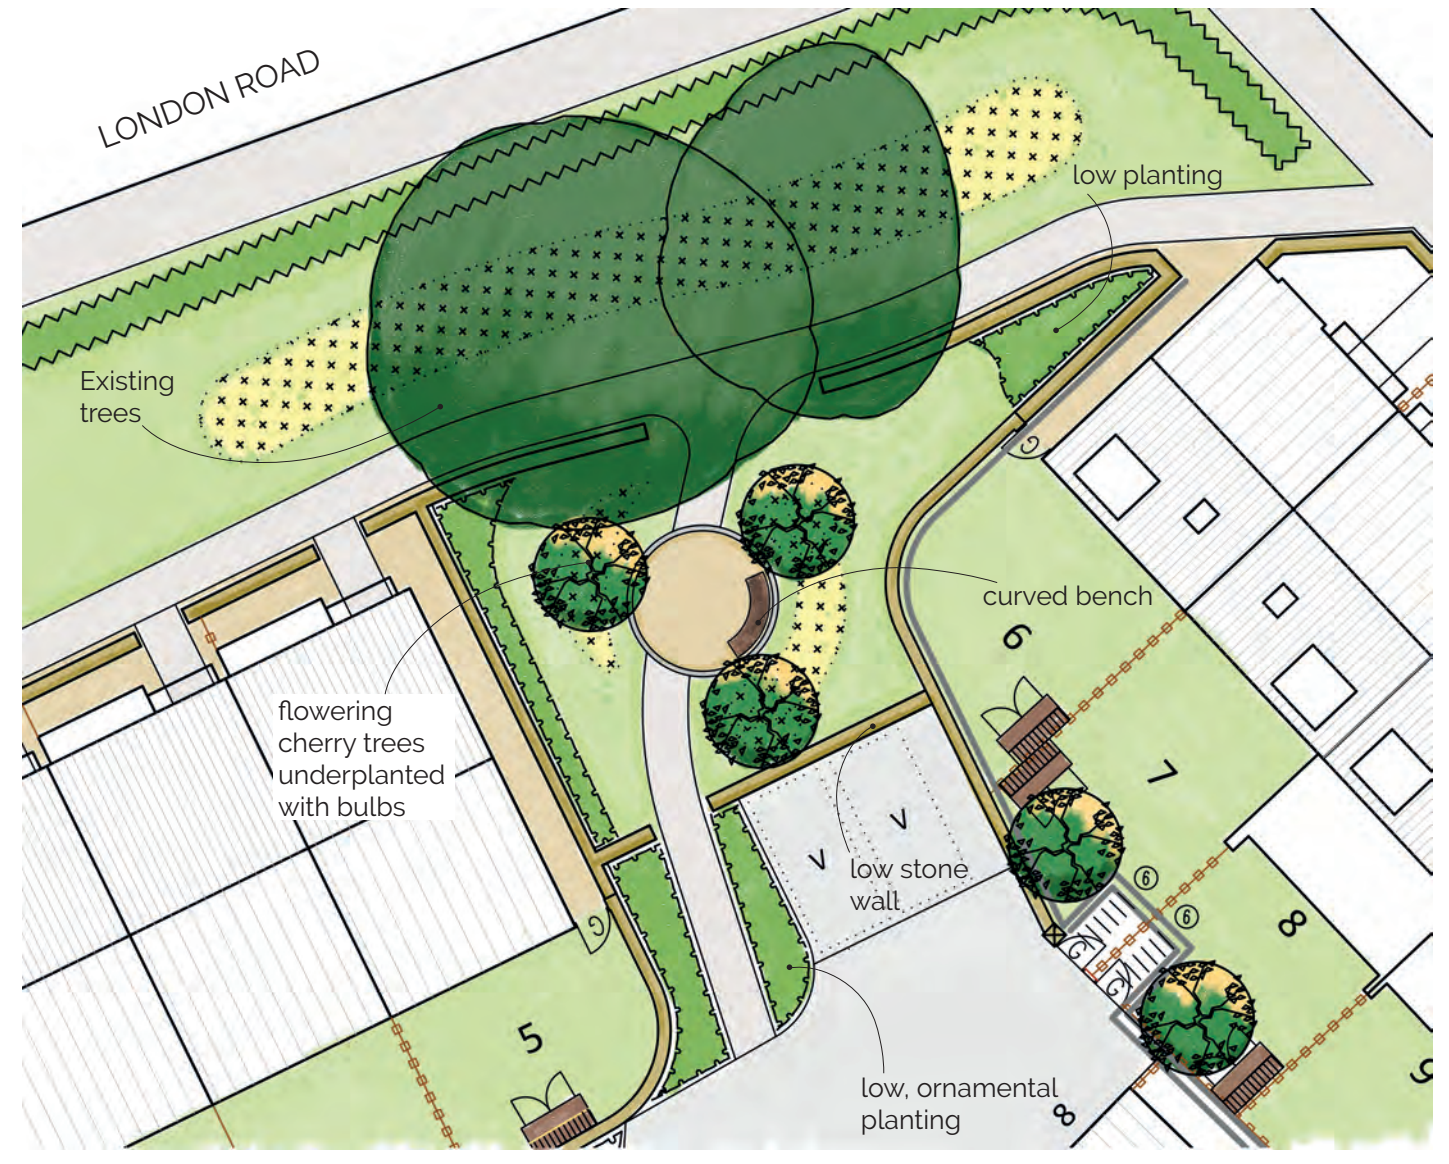 LONDON ROAD
low planting
Existing
trees
curved bench
6
flowering
cherry trees
underplanted
with bulbs
7
V
V
low stone
wall
6
6
8
G
G
G
G
5
low, ornamental
planting
8
9